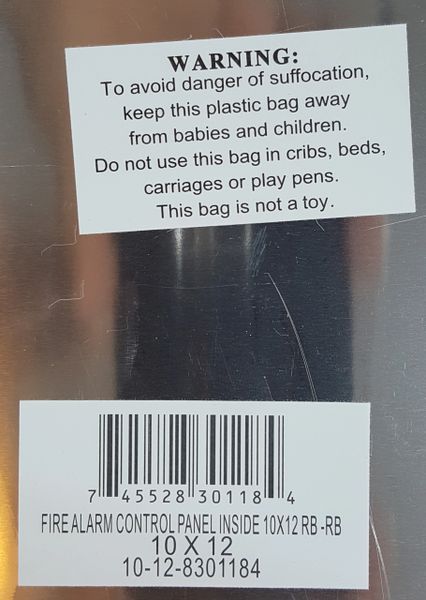 WARNING:
To avoid danger of suffocation,
keep this plastic bag away
from babies and children.
Do not use this bag in cribs, beds,
carriages or play pens.
This bag is not a toy.
7 45528 30118 4
FIRE ALARM CONTROL PANEL INSIDE 10X12 RB -RB
10 X 12
10-12-8301184